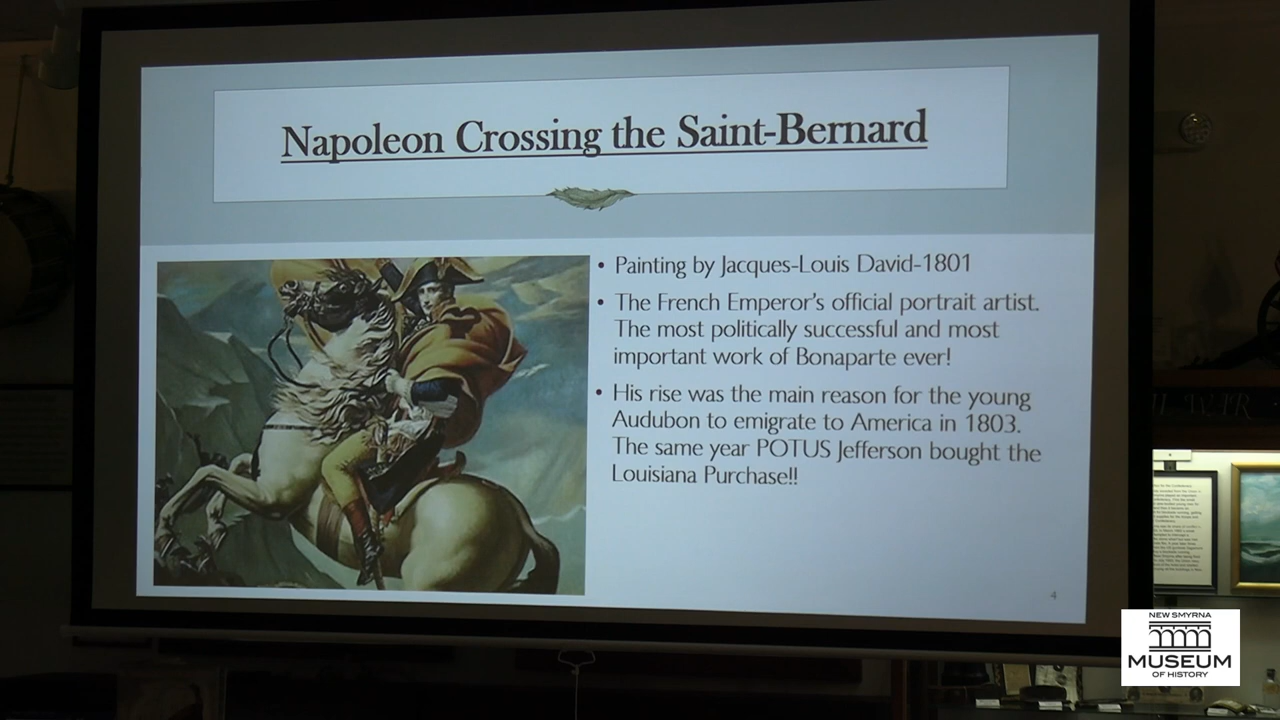 Napoleon Crossing the Saint-Bernard
• Painting by Jacques-Louis David-1801
• The French Emperor's official portrait artist.
The most politically successful and most
important work of Bonaparte ever!
• His rise was the main reason for the young
Audubon to emigrate to America in 1803.
The same year POTUS Jefferson bought the
Louisiana Purchase!!
4
WAR
NEW SMYRNA
MUSEUM
OF HISTORY